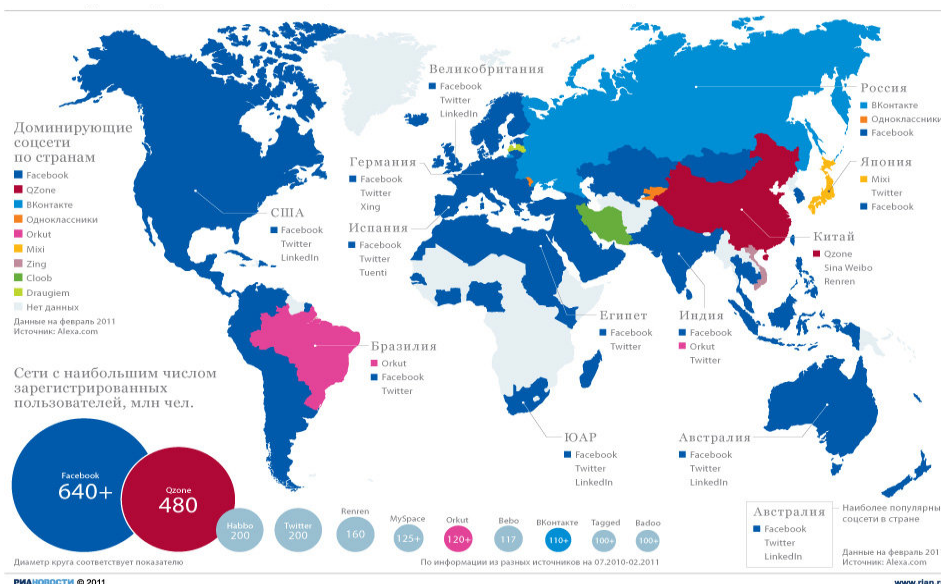 Великобритания
Facebook
Twitter
LinkedIn
Россия
ВКонтакте
Одноклассники
Facebook
Доминирующие
соцсети
по странам
Facebook
QZone
ВКонтакте
Одноклассники
Orkut
Mixi
Zing
Cloob
Draugiem
Нет данных
Данные на февраль 2011
Источник: Alexa.com
Германия
Facebook
Twitter
Xing
Япония
Mixi
Twitter
Facebook
США
Facebook
Twitter
LinkedIn
Испания
Facebook
Twitter
Tuenti
Китай
Qzone
Sina Weibo
Renren
Египет
Facebook
Twitter
Индия
Facebook
Orkut
Twitter
Бразилия
Orkut
Facebook
Twitter
Сети с наибольшим числом
зарегистрированных
пользователей, млн чел.
ЮАР
Facebook
Twitter
LinkedIn
Австралия
Facebook
Twitter
LinkedIn
Facebook
640+
Qzone
480
Habbo
200
Twitter
200
Renren
160
MySpace
125+
Orkut
120+
Bebo
117
ВКонтакте
110+
Tagged
100+
Badoo
100+
Австралия
Facebook
Twitter
LinkedIn
Наиболее популярны
соцсети в стране
Диаметр круга соответствует показателю
По информации из разных источников на 07.2010-02.2011
Данные на февраль 201
Источник: Alexa.com
РИАНОВОСТИ © 2011
www.rian.r